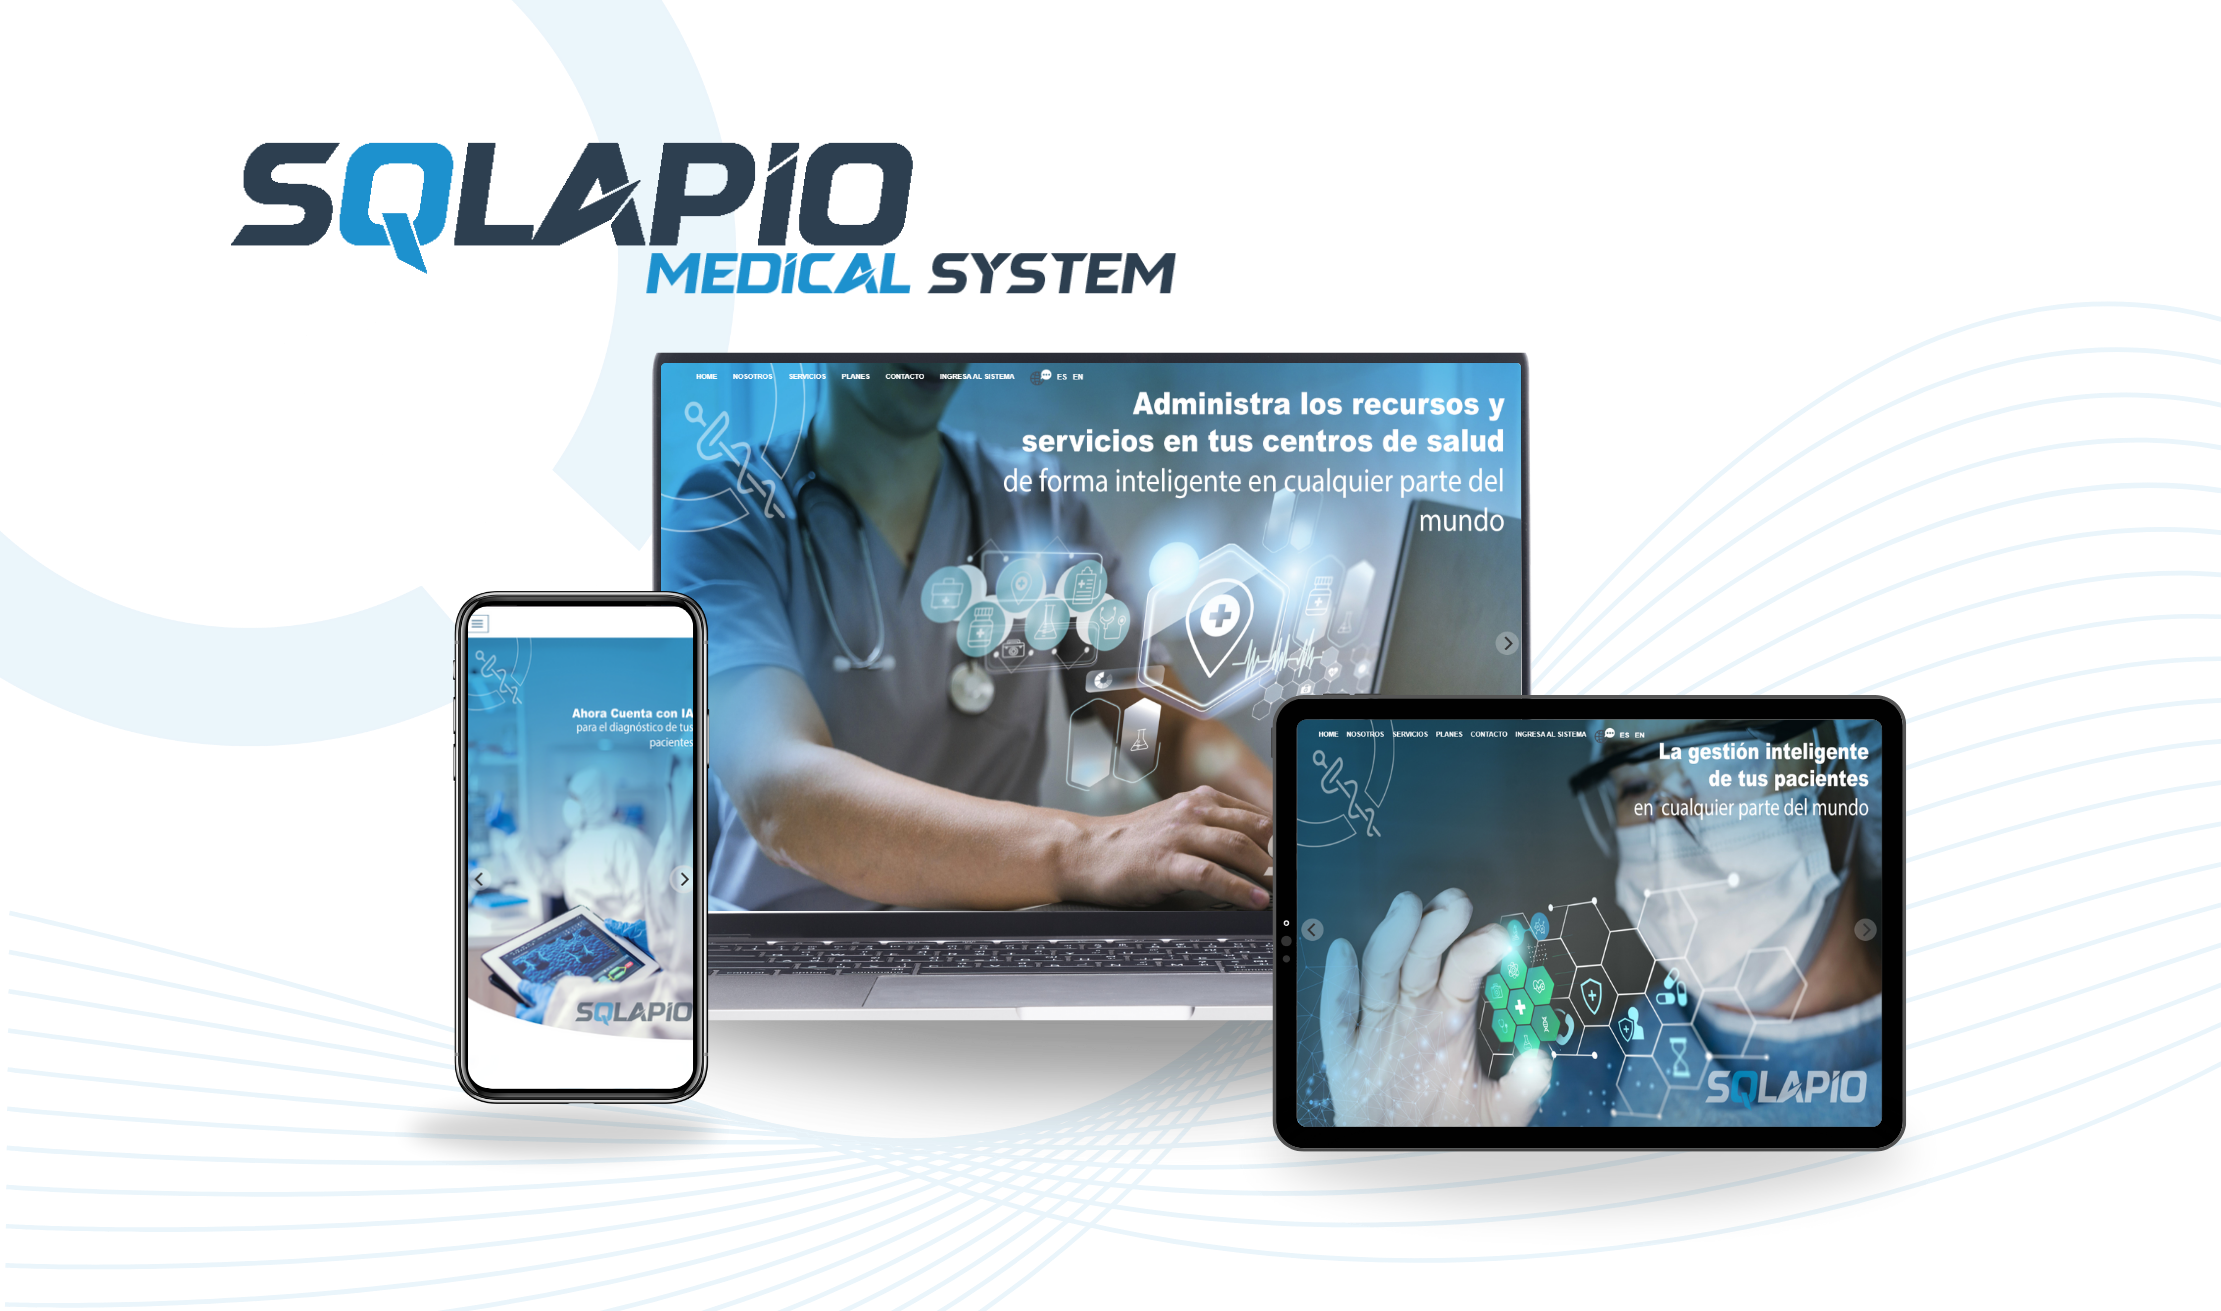 SQLAPIO
MEDICAL SYSTEM
HOME NOSOTROS SERVICIOS PLANES CONTACTO INGRESA AL SISTEMA ES EN
Administra los recursos y
servicios en tus centros de salud
de forma inteligente en cualquier parte del
mundo
Ahora Cuenta con IA
para el diagnóstico de tus
pacientes
SQLAPIO
HOME NOSOTROS SERVICIOS PLANES CONTACTO INGRESA AL SISTEMA ES EN
La gestión inteligente
de tus pacientes
en cualquier parte del mundo
SQLAPIO